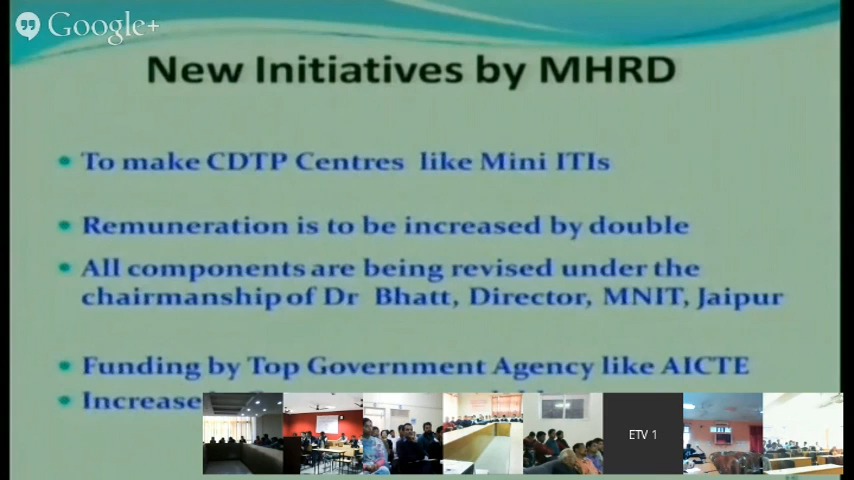 Google+
New Initiatives by MHRD
• To make CDTP Centres like Mini ITIs
• Remuneration is to be increased by double
• All components are being revised under the
chairmanship of Dr Bhatt, Director, MNIT, Jaipur
• Funding by Top Government Agency like AICTE
• Increase
ETV 1